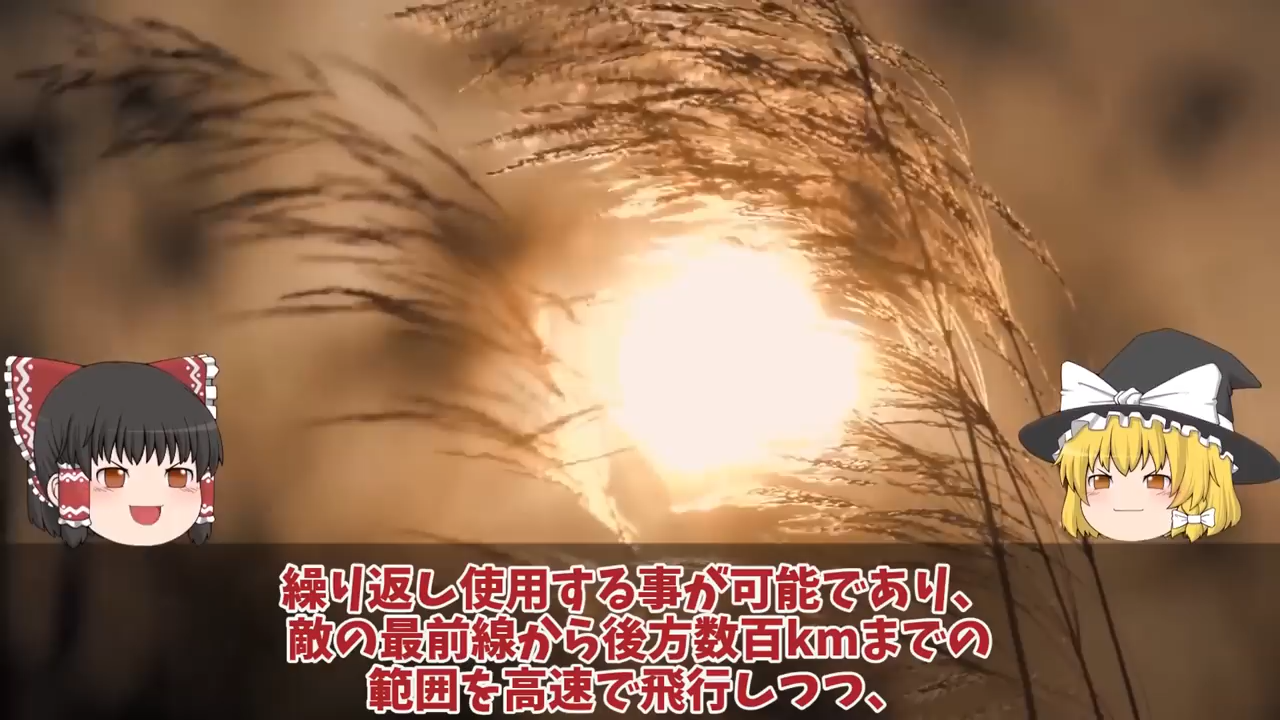 繰り返し使用する事が可能であり、
敵の最前線から後方数百kmまでの
範囲を高速で飛行しつつ、